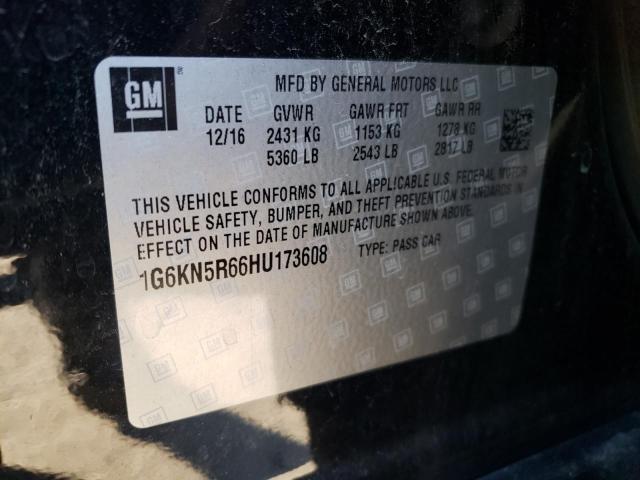 GM TM
MFD BY GENERAL MOTORS LLC
DATE GVWR GAWR FRT GAWR RR
12/16 2431 KG 1153 KG 1278 KG
5360 LB 2543 LB 2817 LB
THIS VEHICLE CONFORMS TO ALL APPLICABLE U.S. FEDERAL MOTOR
VEHICLE SAFETY, BUMPER, AND THEFT PREVENTION STANDARDS IN
EFFECT ON THE DATE OF MANUFACTURE SHOWN ABOVE.
1G6KN5R66HU173608 TYPE: PASS CAR